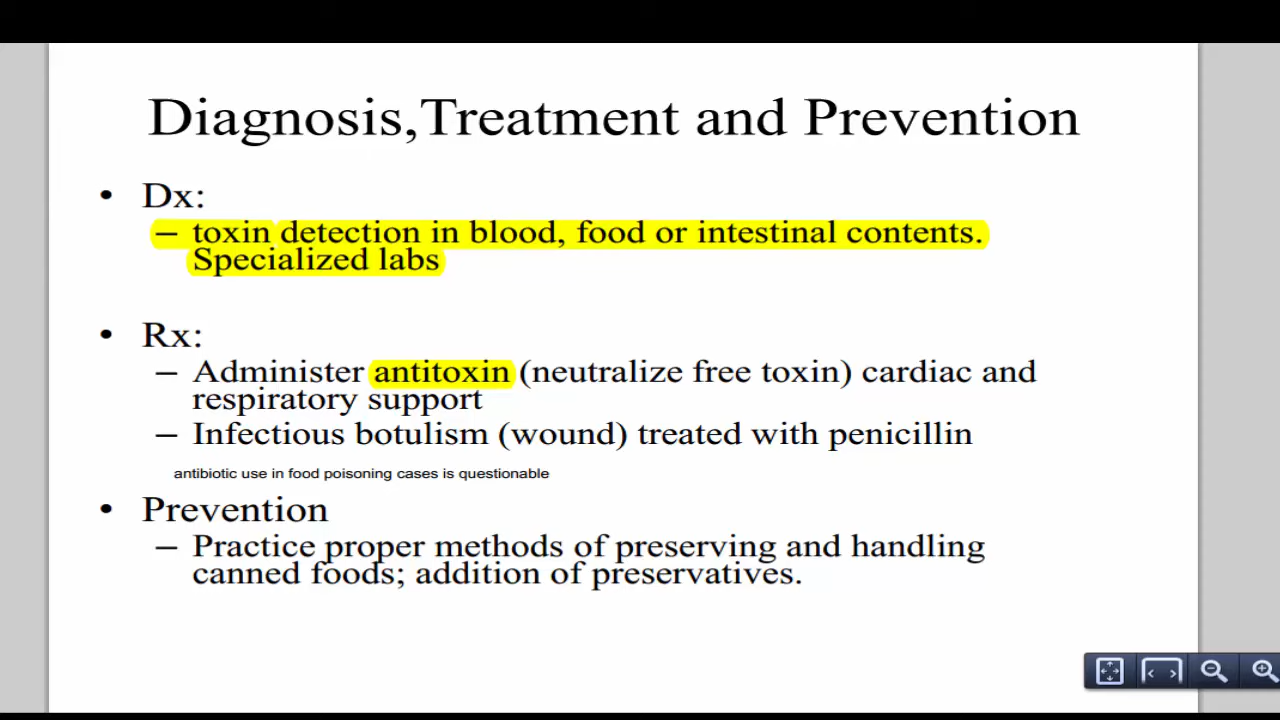 Diagnosis,Treatment and Prevention
• Dx:
– toxin detection in blood, food or intestinal contents.
Specialized labs
• Rx:
– Administer antitoxin (neutralize free toxin) cardiac and
respiratory support
– Infectious botulism (wound) treated with penicillin
antibiotic use in food poisoning cases is questionable
• Prevention
– Practice proper methods of preserving and handling
canned foods; addition of preservatives.